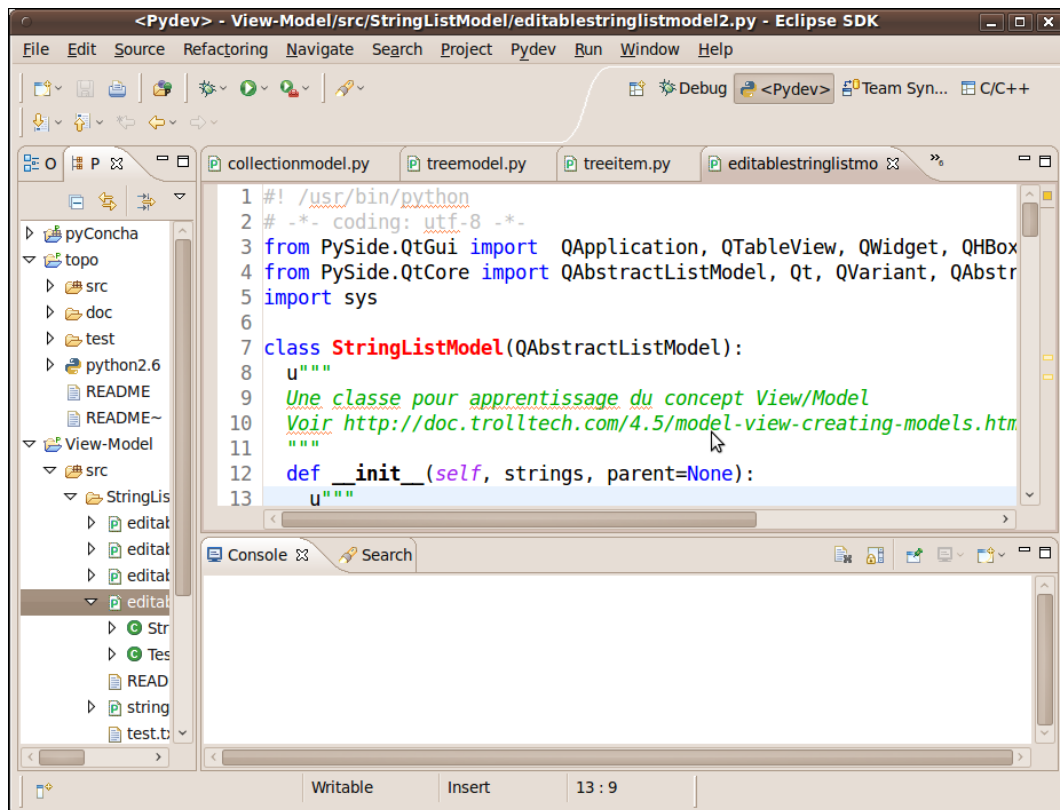 <Pydev> - View-Model/src/StringListModel/editablestringlistmodel2.py - Eclipse SDK
File Edit Source Refactoring Navigate Search Project Pydev Run Window Help
Debug <Pydev> Team Syn... C/C++
O P
collectionmodel.py treemodel.py treeitem.py editablestringlistmo »6
pyConcha
topo
src
doc
test
python2.6
README
README~
View-Model
src
StringLis
editab
editab
editab
editab
Str
Tes
READ
string
test.t
1 #! /usr/bin/python
2 # -*- coding: utf-8 -*-
3 from PySide.QtGui import  QApplication, QTableView, QWidget, QHBox
4 from PySide.QtCore import QAbstractListModel, Qt, QVariant, QAbstr
5 import sys
6
7 class StringListModel(QAbstractListModel):
8 u"""
9 Une classe pour apprentissage du concept View/Model
10 Voir http://doc.trolltech.com/4.5/model-view-creating-models.htm
11 """
12 def __init__(self, strings, parent=None):
13 u"""
Console Search
Writable Insert 13 : 9